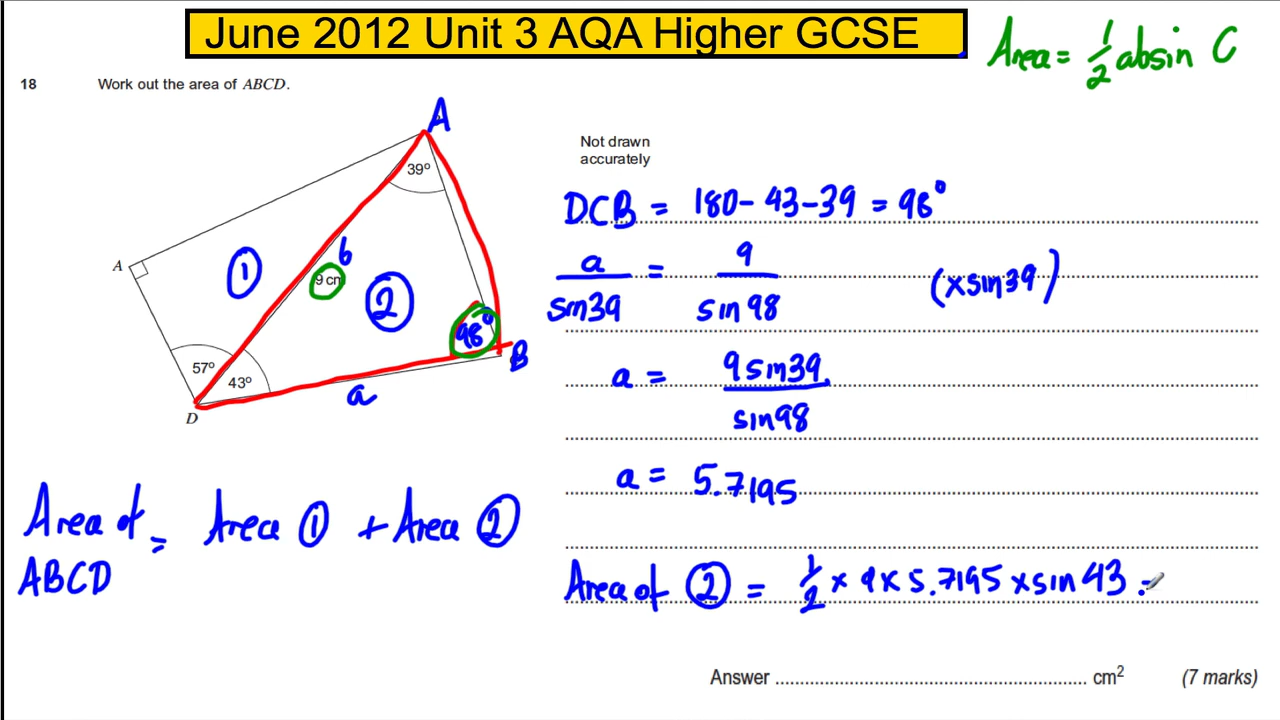 June 2012 Unit 3 AQA Higher GCSE
Area = 1/2 absin C
18 Work out the area of ABCD.
Not drawn
accurately
A
39°
A
1
b
9 cm
2
98°
B
57°
43°
a
D
DCB = 180 - 43 - 39 = 98°
a/sin39 = 9/sin98 (×sin39)
a = 9sin39/sin98
a = 5.7195
Area of ABCD = Area 1 + Area 2
Area of 2 = 1/2 × 9 × 5.7195 × sin 43 =
Answer ............................................................ cm² (7 marks)